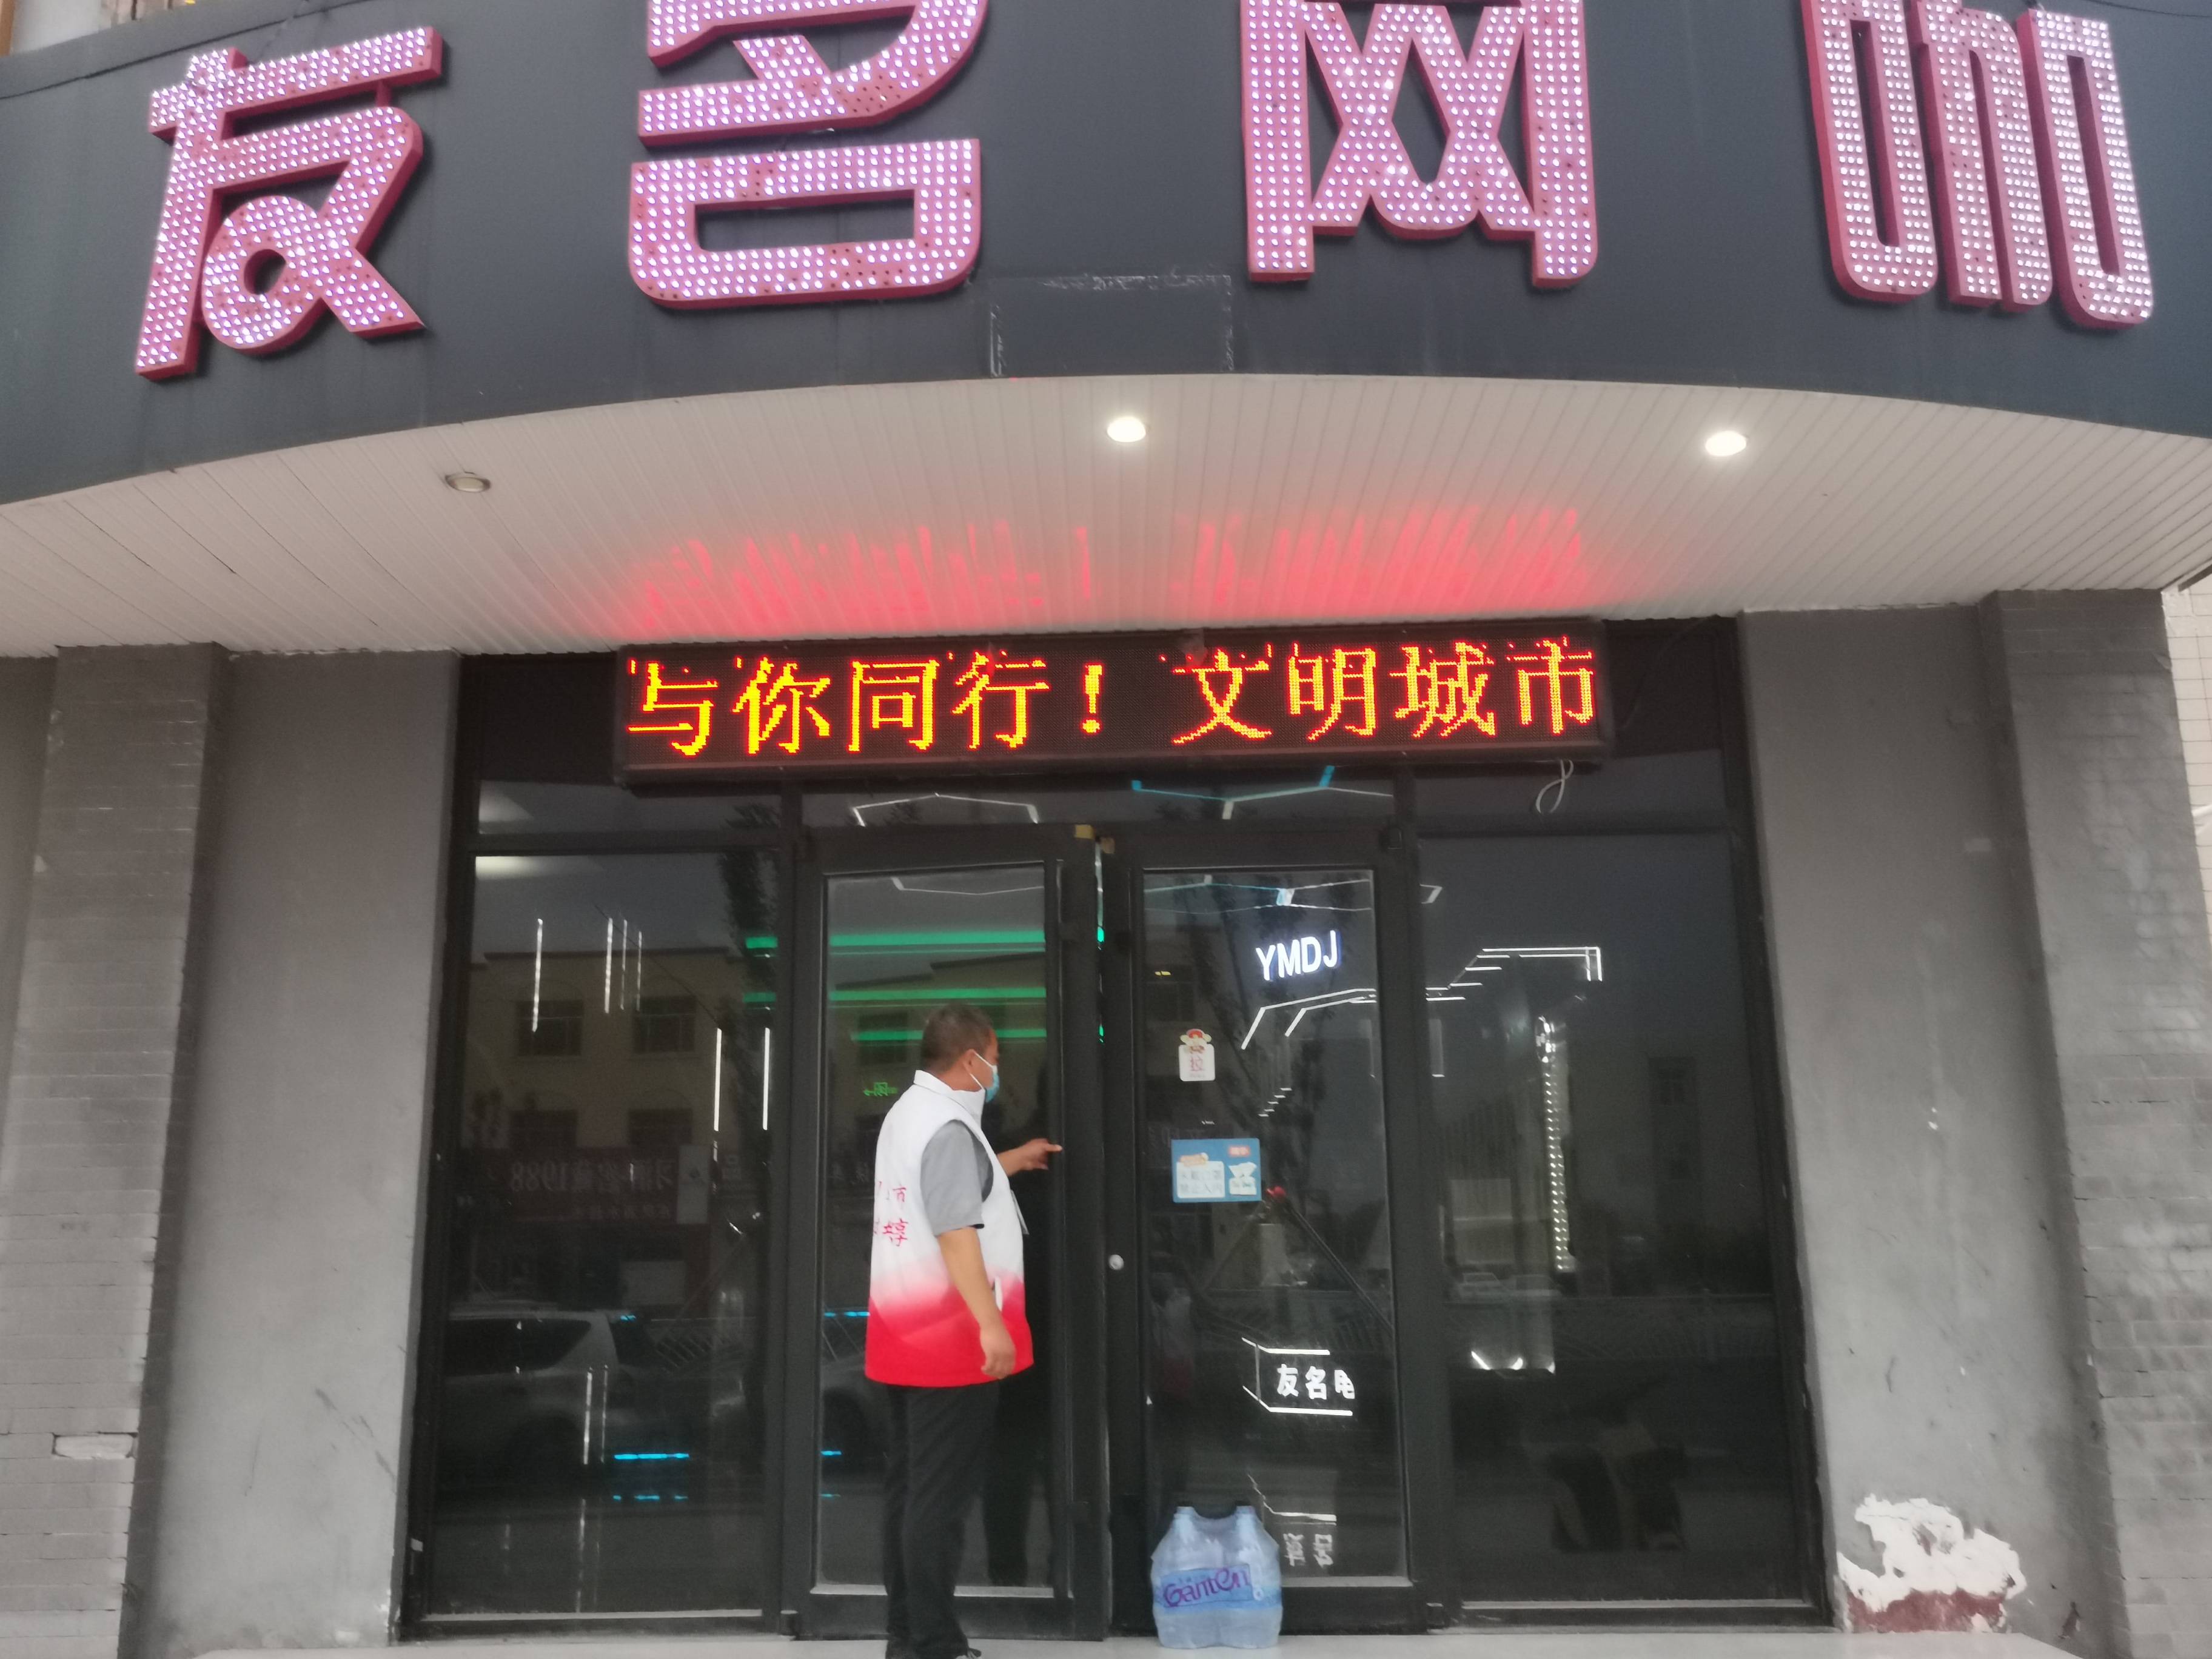 友名网咖
与你同行！文明城市
YMDJ
拉
友名电
Ganten